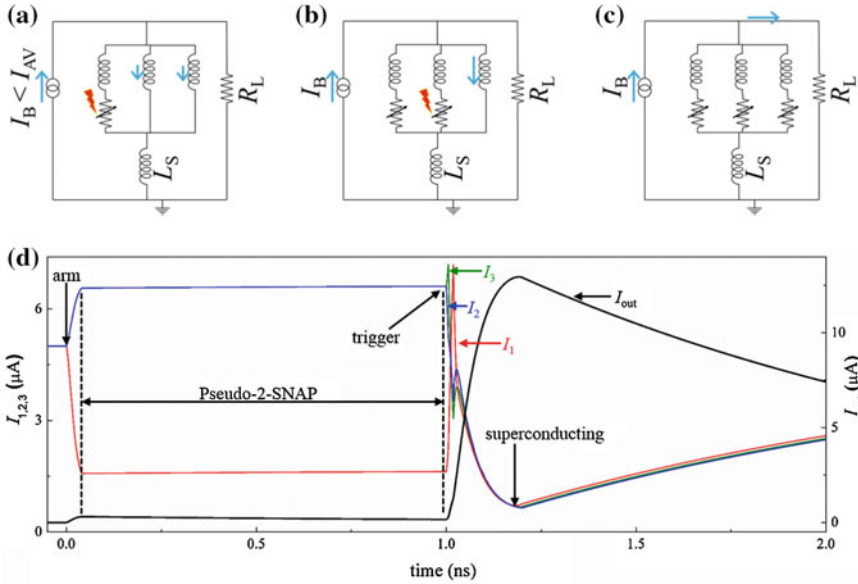 (a)
I_B < I_AV
R_L
L_S
(b)
I_B
R_L
L_S
(c)
I_B
R_L
L_S
(d)
arm
trigger
Pseudo-2-SNAP
superconducting
I_3
I_2
I_1
I_out
I_1,2,3 (μA)
6
3
0
(μA)
10
5
0
0.0
0.5
1.0
1.5
2.0
time (ns)